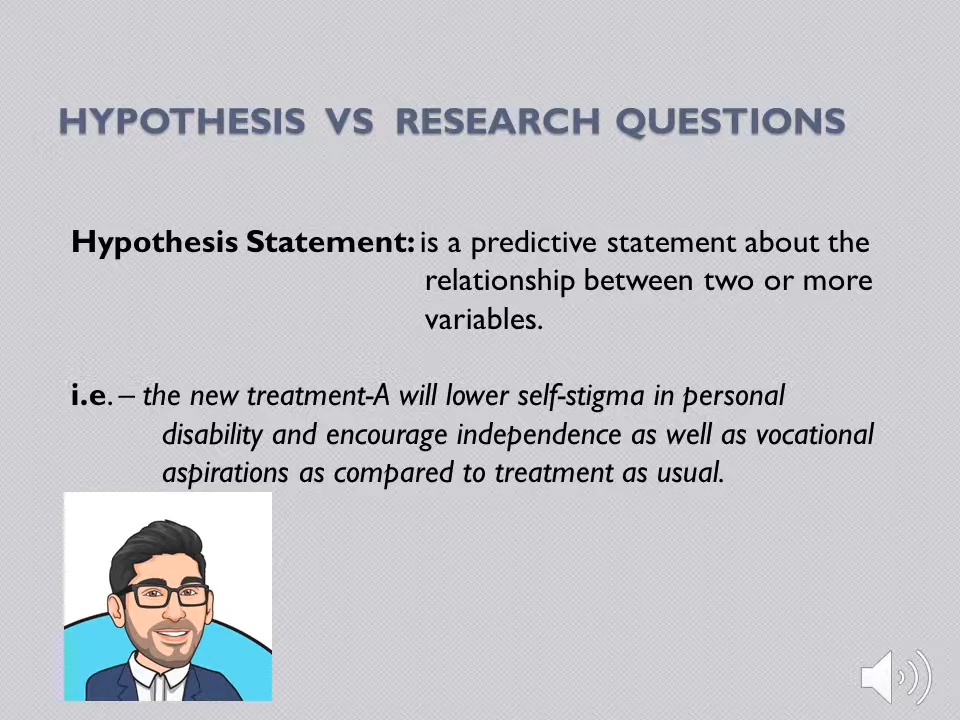 HYPOTHESIS VS RESEARCH QUESTIONS
Hypothesis Statement: is a predictive statement about the
relationship between two or more
variables.
i.e. – the new treatment-A will lower self-stigma in personal
disability and encourage independence as well as vocational
aspirations as compared to treatment as usual.